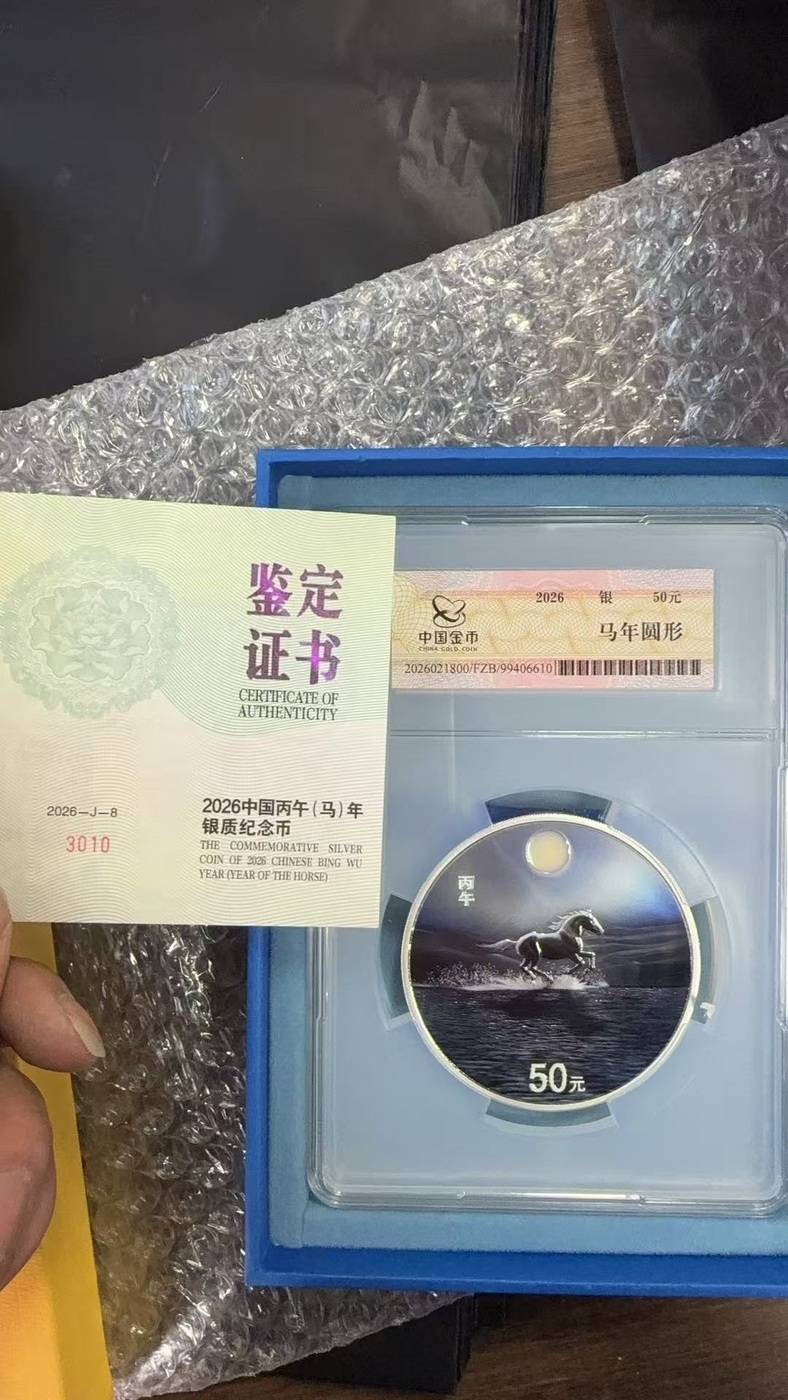 鉴定
证书
CERTIFICATE OF
AUTHENTICITY
2026-J-8
3010
2026中国丙午(马)年
银质纪念币
THE COMMEMORATIVE SILVER
COIN OF 2026 CHINESE BING WU
YEAR (YEAR OF THE HORSE)
中国金币
CHINA GOLD COIN
2026 银 50元
马年圆形
2026021800/FZB/99406610
丙午
50元